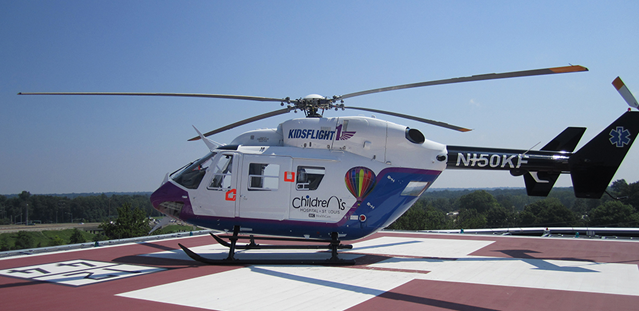 KIDSFLIGHT 1
N150KF
Children's
HOSPITAL • ST. LOUIS